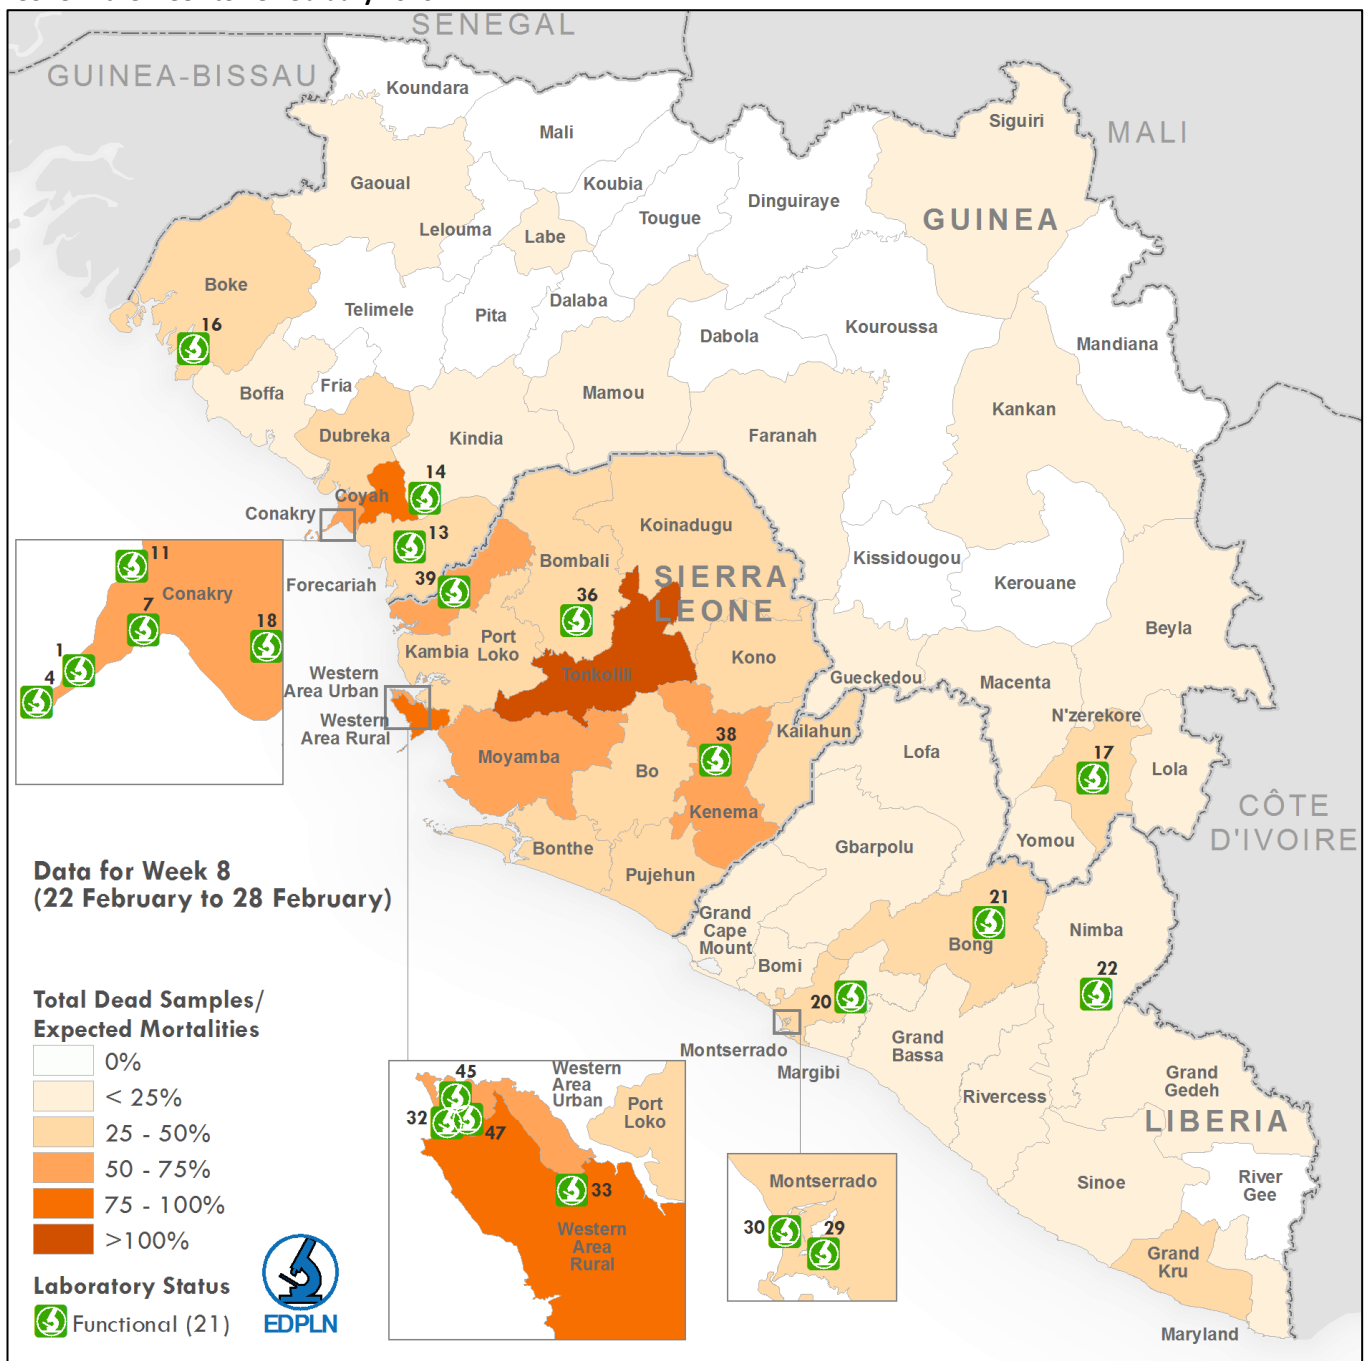 SENEGAL
GUINEA-BISSAU
Koundara
Mali
Siguiri
MALI
Gaoual
Koubia
Dinguiraye
Tougue
GUINEA
Lelouma
Labe
Boke
Telimele
Pita
Dalaba
Dabola
Kouroussa
Mandiana
16
Boffa
Fria
Mamou
Kankan
Dubreka
Kindia
Faranah
14
Coyah
Conakry
13
Koinadugu
Forecariah
39
Bombali
Kissidougou
Kerouane
SIERRA
LEONE
36
11
Conakry
7
18
1
4
Port
Loko
Kambia
Kono
Beyla
Western
Area Urban
Tonkolili
Gueckedou
Macenta
Western
Area Rural
N'zerekore
Kailahun
38
Moyamba
Bo
Lofa
17
Lola
Kenema
CÔTE
D'IVOIRE
Bonthe
Gbarpolu
Yomou
Pujehun
Data for Week 8
(22 February to 28 February)
21
Grand
Cape
Mount
Bong
Nimba
Bomi
22
20
Montserrado
Margibi
Grand
Bassa
Rivercess
Grand
Gedeh
LIBERIA
Sinoe
River
Gee
Grand
Kru
Maryland
Total Dead Samples/
Expected Mortalities
0%
< 25%
25 - 50%
50 - 75%
75 - 100%
>100%
Laboratory Status
Functional (21)
EDPLN
45
Western
Area
Urban
Port
Loko
32
47
33
Western
Area
Rural
Montserrado
30
29